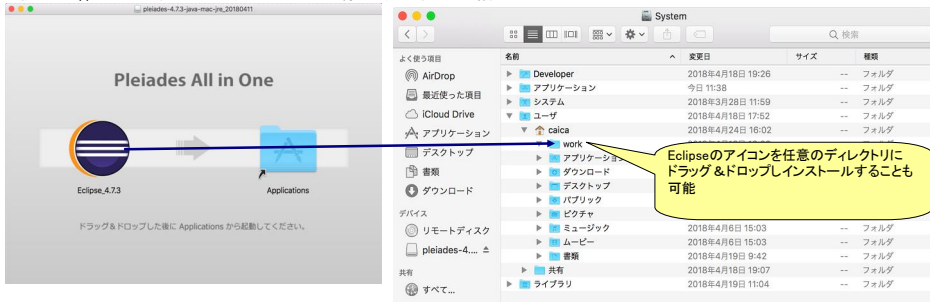 pleiades-4.7.3-java-mac-jre_20180411
Pleiades All in One
Eclipse_4.7.3
Applications
ドラッグ&ドロップした後に Applications から起動してください。
System
検索
よく使う項目
AirDrop
最近使った項目
iCloud Drive
アプリケーション
デスクトップ
書類
ダウンロード
デバイス
リモートディスク
pleiades-4....
共有
すべて...
名前 変更日 サイズ 種類
Developer 2018年4月18日 19:26 -- フォルダ
アプリケーション 今日 11:38 -- フォルダ
システム 2018年3月28日 11:59 -- フォルダ
ユーザ 2018年4月18日 17:52 -- フォルダ
caica 2018年4月24日 16:02 -- フォルダ
work
アプリケーション
ダウンロード
デスクトップ
パブリック
ピクチャ
ミュージック 2018年4月6日 15:03 -- フォルダ
ムービー 2018年4月6日 15:03 -- フォルダ
書類 2018年4月19日 9:42 -- フォルダ
共有 2018年4月18日 19:07 -- フォルダ
ライブラリ 2018年4月19日 11:04 -- フォルダ
Eclipseのアイコンを任意のディレクトリに
ドラッグ&ドロップしインストールすることも
可能